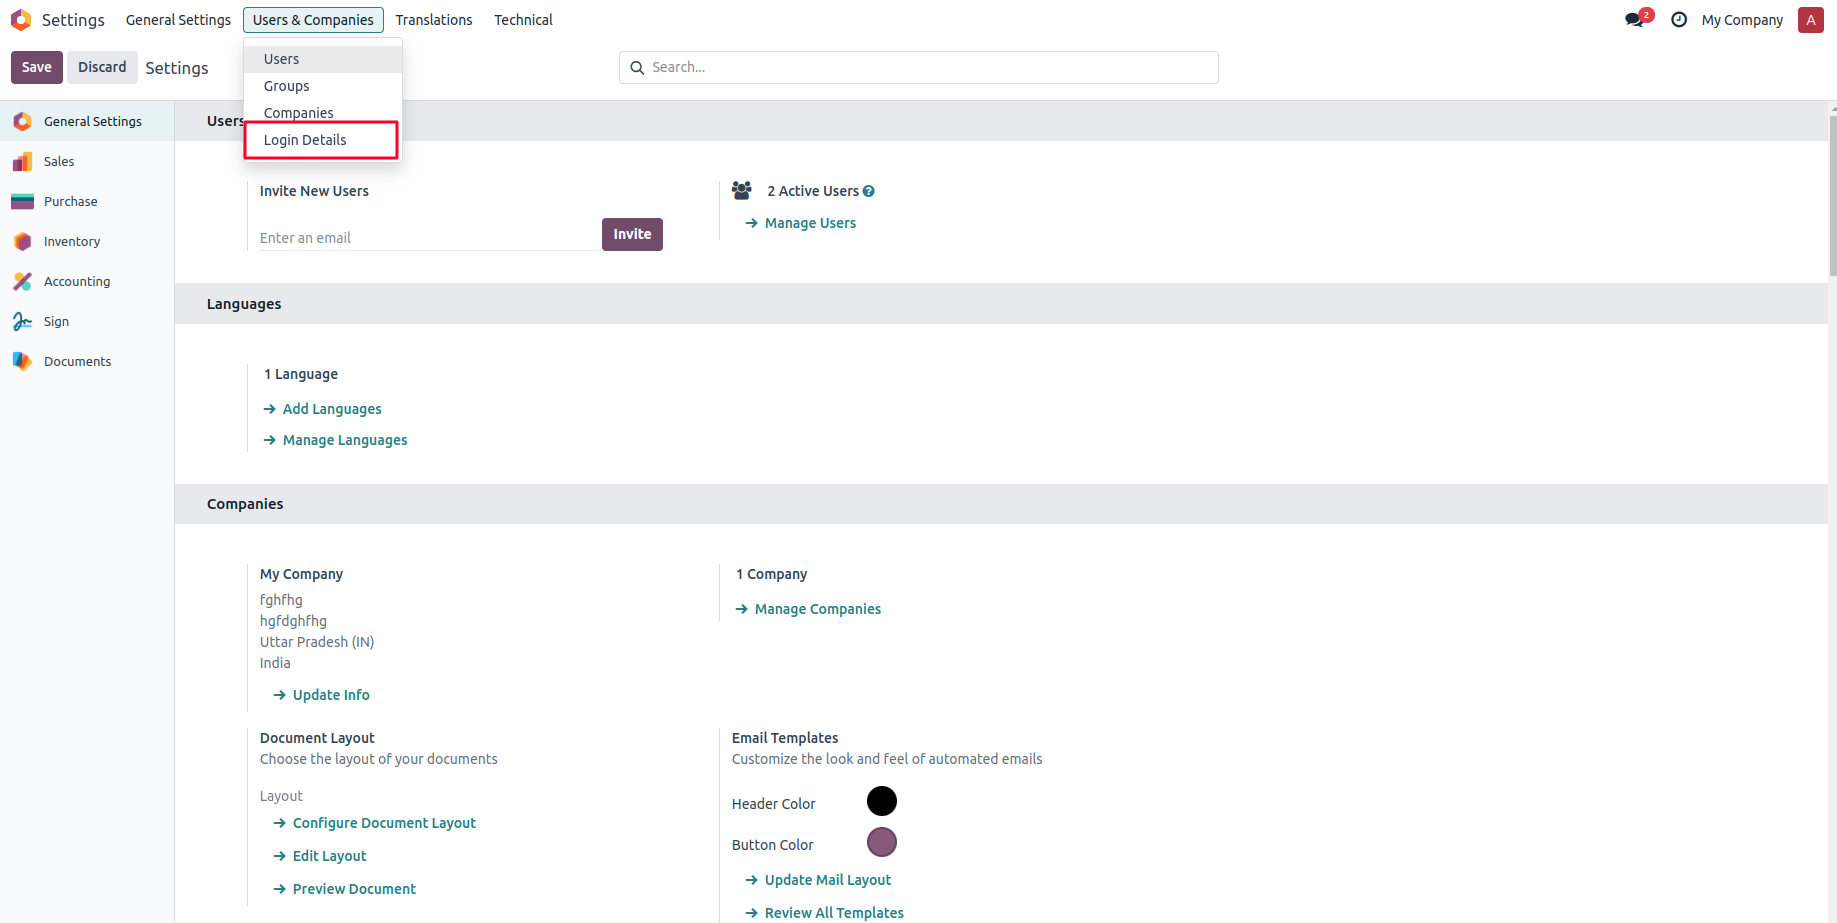 Settings General Settings Users & Companies Translations Technical 2 My Company A
Save Discard Settings Search...
Users
Groups
Companies
Login Details
General Settings
Sales
Purchase
Inventory
Accounting
Sign
Documents
Users
Invite New Users
Enter an email Invite
2 Active Users ?
Manage Users
Languages
1 Language
Add Languages
Manage Languages
Companies
My Company
fghfhg
hgfdghfhg
Uttar Pradesh (IN)
India
Update Info
1 Company
Manage Companies
Document Layout
Choose the layout of your documents
Layout
Configure Document Layout
Edit Layout
Preview Document
Email Templates
Customize the look and feel of automated emails
Header Color
Button Color
Update Mail Layout
Review All Templates